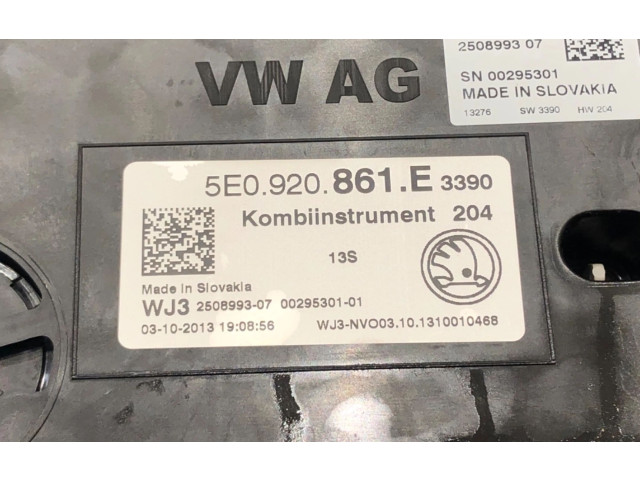 VW AG
2508993 07
SN 00295301
MADE IN SLOVAKIA
13276 SW 3390 HW 204
5E0.920.861.E 3390
Kombiinstrument 204
13S
Made in Slovakia
WJ3 2508993-07 00295301-01
03-10-2013 19:08:56 WJ3-NVO03.10.1310010468